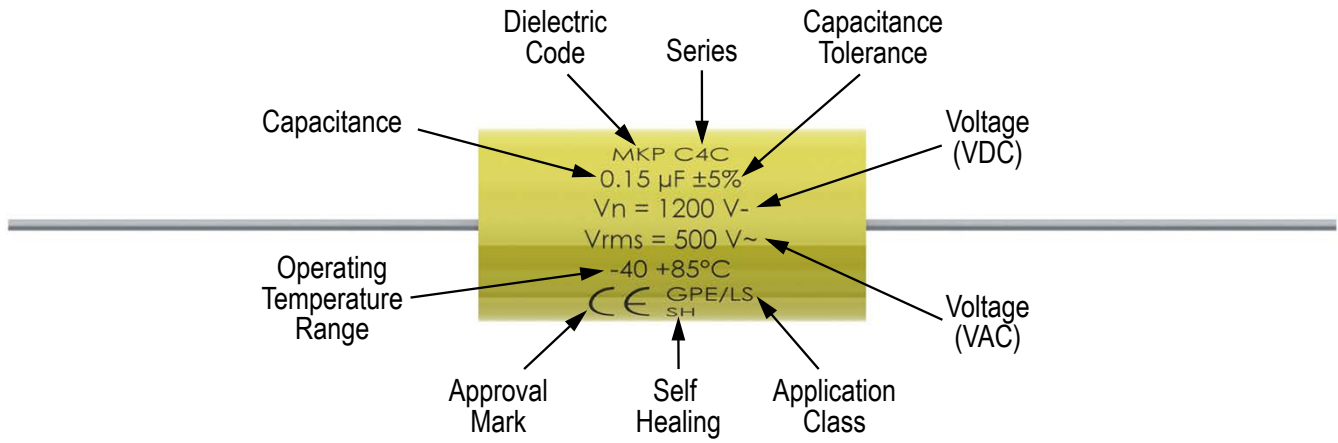 Dielectric
Code
Series
Capacitance
Tolerance
Capacitance
Voltage
(VDC)
MKP C4C
0.15 µF ±5%
Vn = 1200 V-
Vrms = 500 V~
-40 +85°C
CE GPE/LS
SH
Operating
Temperature
Range
Voltage
(VAC)
Approval
Mark
Self
Healing
Application
Class